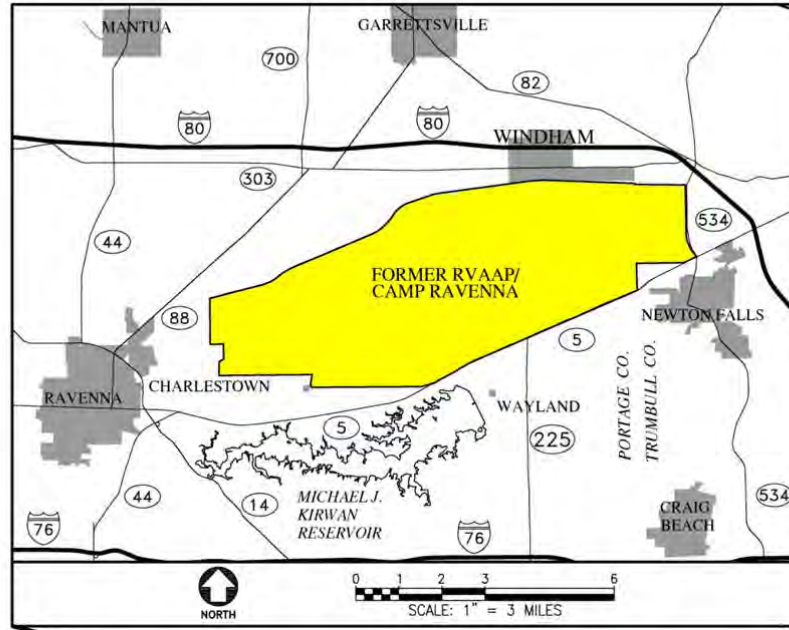 MANTUA
GARRETTSVILLE
700
82
80
80
WINDHAM
303
534
44
FORMER RVAAP/
CAMP RAVENNA
88
NEWTON FALLS
5
CHARLESTOWN
RAVENNA
WAYLAND
5
225
PORTAGE CO.
TRUMBULL CO.
44
14
MICHAEL J.
KIRWAN
RESERVOIR
76
76
CRAIG
BEACH
534
NORTH
0 1 2 3 6
SCALE: 1" = 3 MILES